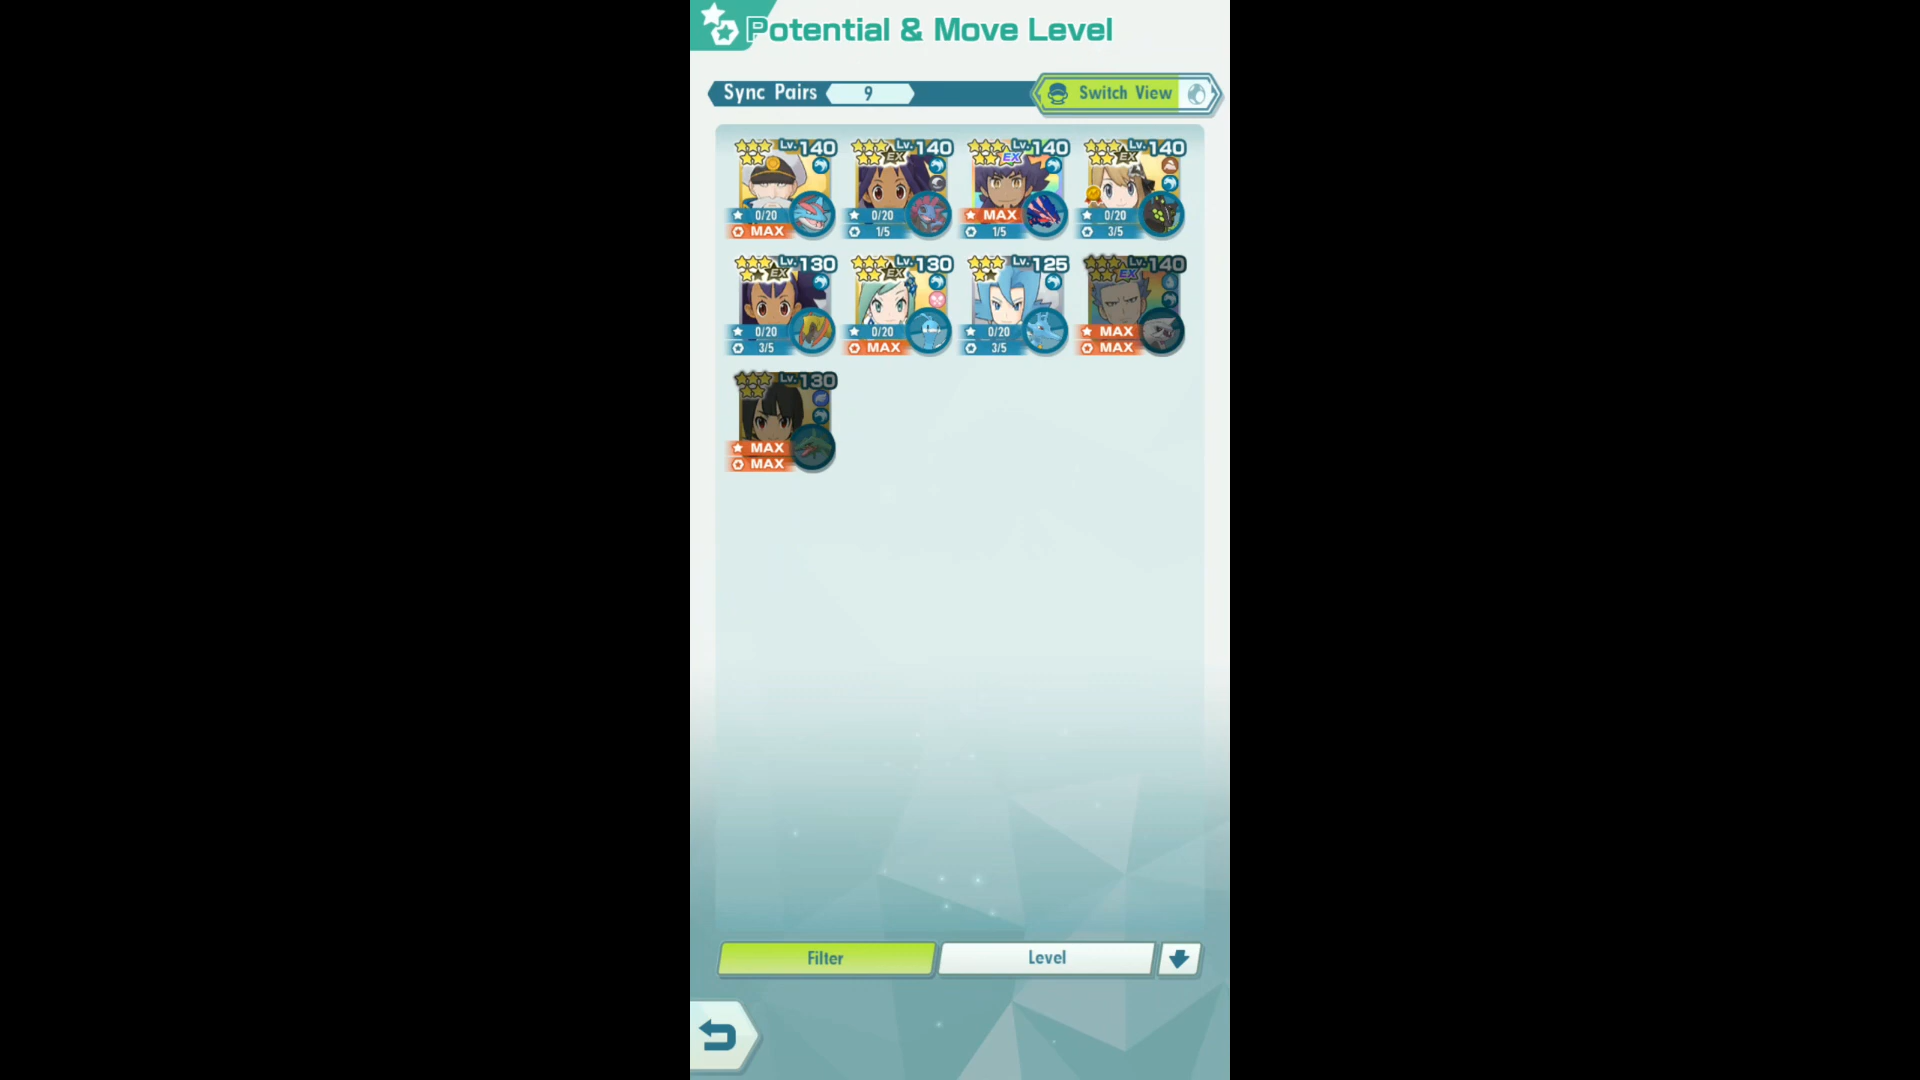 Potential & Move Level
Sync Pairs 9
Switch View
Lv. 140 Lv. 140 Lv. 140 Lv. 140
EX EX EX
0/20 0/20 MAX 0/20
MAX 1/5 1/5 3/5
Lv. 130 Lv. 130 Lv. 125 Lv. 140
EX EX EX
0/20 0/20 0/20 MAX
3/5 MAX 3/5 MAX
Lv. 130
MAX
MAX
Filter Level